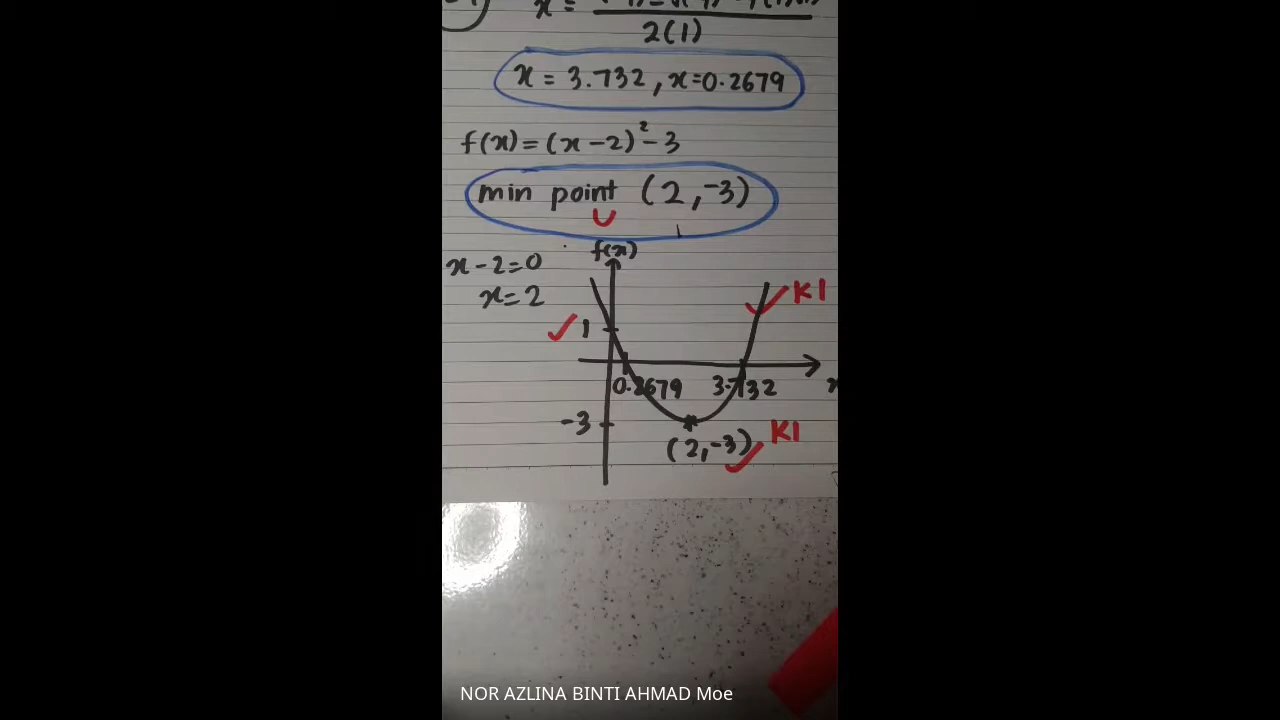 2(1)
x = 3.732, x=0.2679
f(x) = (x-2)² - 3
min point (2, -3)
f(x)
x-2=0
x=2
K1
1
0.2679 3.732
x
-3
K1
(2,-3)
NOR AZLINA BINTI AHMAD Moe